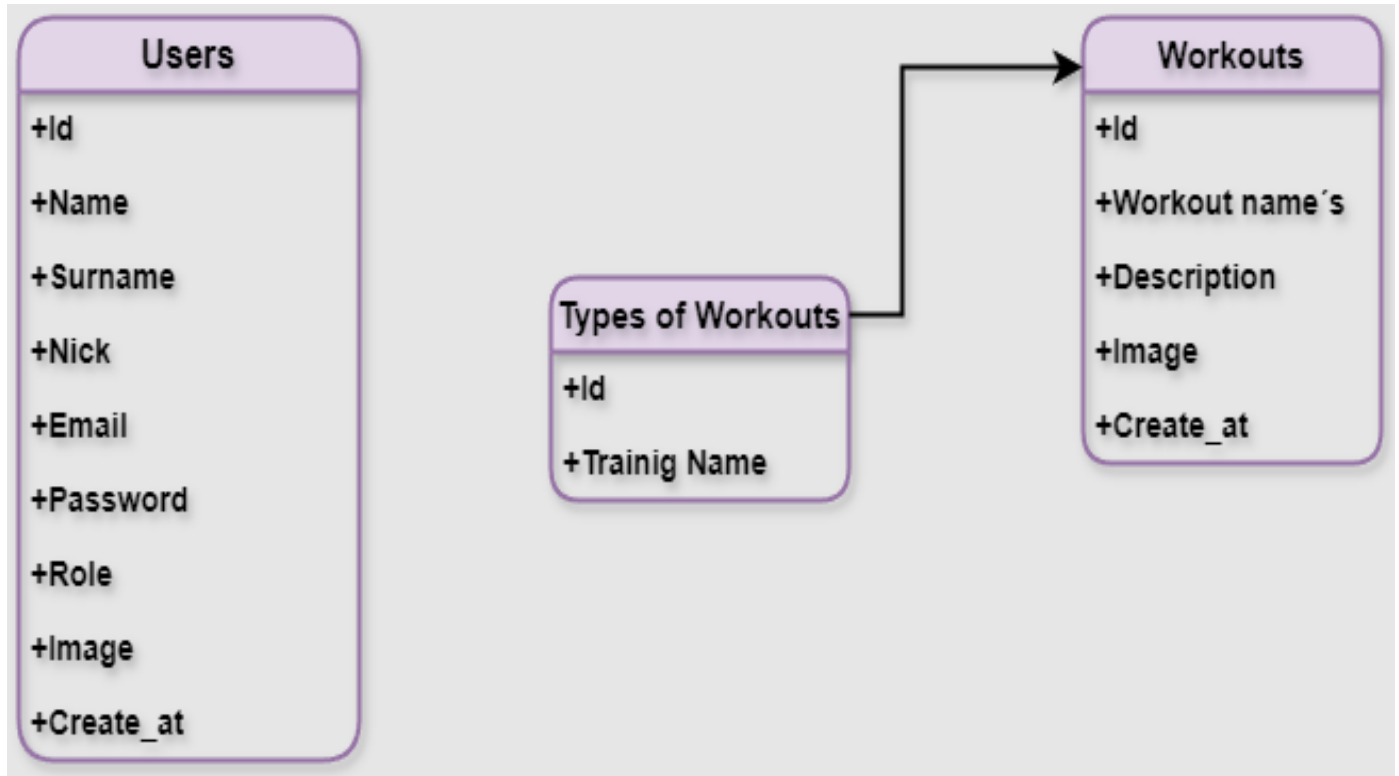 Users
+Id
+Name
+Surname
+Nick
+Email
+Password
+Role
+Image
+Create_at
Types of Workouts
+Id
+Trainig Name
Workouts
+Id
+Workout name´s
+Description
+Image
+Create_at